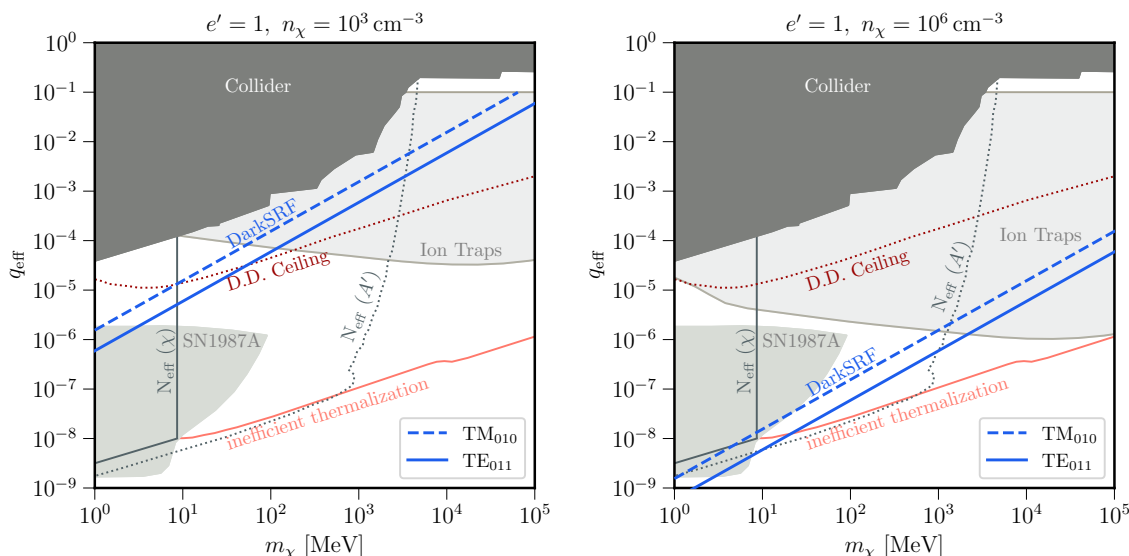 e′ = 1, n_χ = 10³ cm⁻³
10⁰
10⁻¹
10⁻²
10⁻³
10⁻⁴
10⁻⁵
10⁻⁶
10⁻⁷
10⁻⁸
10⁻⁹
q_eff
Collider
DarkSRF
Ion Traps
D.D. Ceiling
N_eff (A′)
N_eff (χ)
SN1987A
inefficient thermalization
TM₀₁₀
TE₀₁₁
10⁰ 10¹ 10² 10³ 10⁴ 10⁵
m_χ [MeV]
e′ = 1, n_χ = 10⁶ cm⁻³
10⁰
10⁻¹
10⁻²
10⁻³
10⁻⁴
10⁻⁵
10⁻⁶
10⁻⁷
10⁻⁸
10⁻⁹
q_eff
Collider
Ion Traps
D.D. Ceiling
N_eff (A′)
N_eff (χ)
SN1987A
DarkSRF
inefficient thermalization
TM₀₁₀
TE₀₁₁
10⁰ 10¹ 10² 10³ 10⁴ 10⁵
m_χ [MeV]